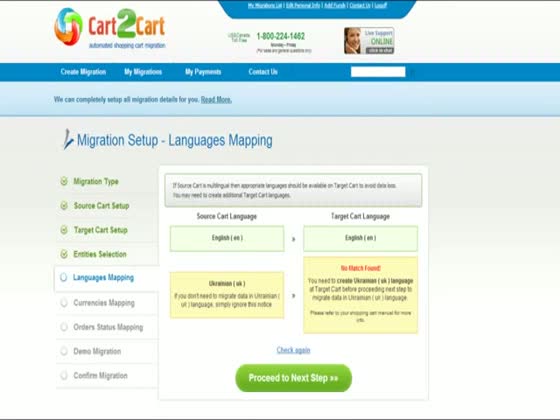 My Migrations List | Edit Personal Info | Add Funds | Contact Us | Logoff
Cart2Cart
automated shopping cart migration
US&Canada
Toll Free
1-800-224-1462
Monday - Friday
(For sales and general questions only)
Live Support
ONLINE
click to chat
Create Migration
My Migrations
My Payments
Contact Us
We can completely setup all migration details for you. Read More.
Migration Setup - Languages Mapping
Migration Type
Source Cart Setup
Target Cart Setup
Entities Selection
Languages Mapping
Currencies Mapping
Orders Status Mapping
Demo Migration
Confirm Migration
If Source Cart is multilingual then appropriate languages should be available on Target Cart to avoid data loss.
You may need to create additional Target Cart languages.
Source Cart Language
Target Cart Language
English ( en )
»
English ( en )
Ukrainian ( uk )
If you don't need to migrate data in Ukrainian (
uk ) language, simply ignore this notice
»
No Match Found!
You need to create Ukrainian ( uk ) language
at Target Cart before proceeding next step to
migrate data in Ukrainian ( uk ) language.
Please refer to your shopping cart manual for more
info.
Check again
Proceed to Next Step »»